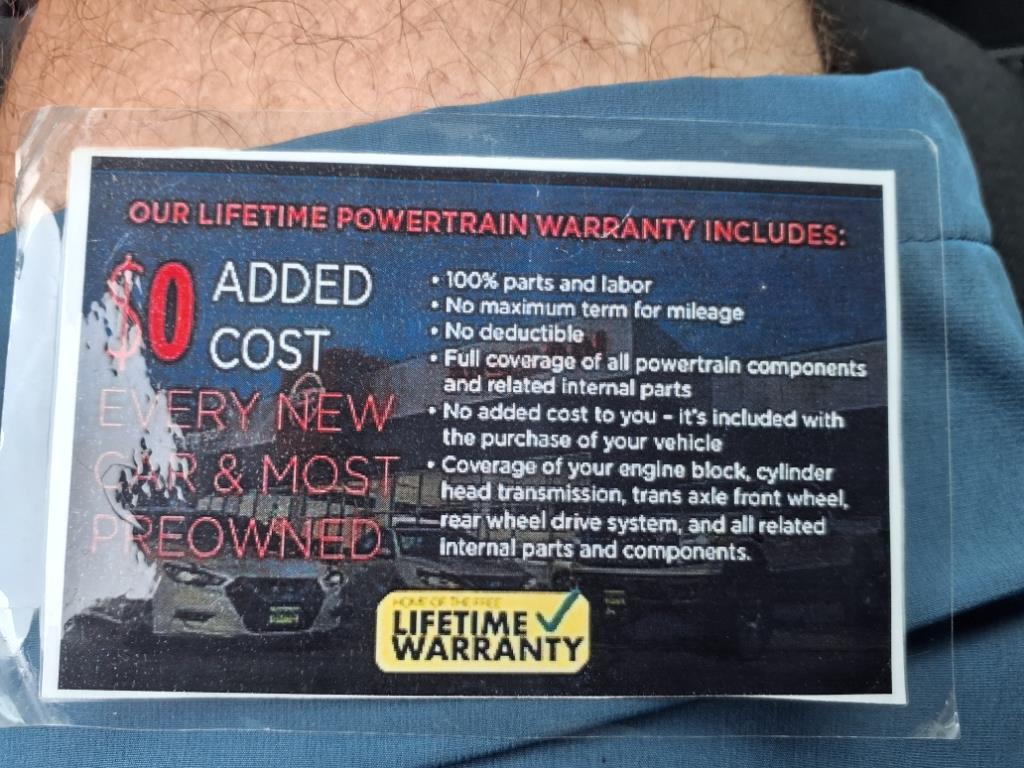 OUR LIFETIME POWERTRAIN WARRANTY INCLUDES:
$0 ADDED
COST
EVERY NEW
CAR & MOST
PREOWNED
• 100% parts and labor
• No maximum term for mileage
• No deductible
• Full coverage of all powertrain components
and related internal parts
• No added cost to you – it's included with
the purchase of your vehicle
• Coverage of your engine block, cylinder
head transmission, trans axle front wheel,
rear wheel drive system, and all related
internal parts and components.
HOME OF THE FREE
LIFETIME
WARRANTY